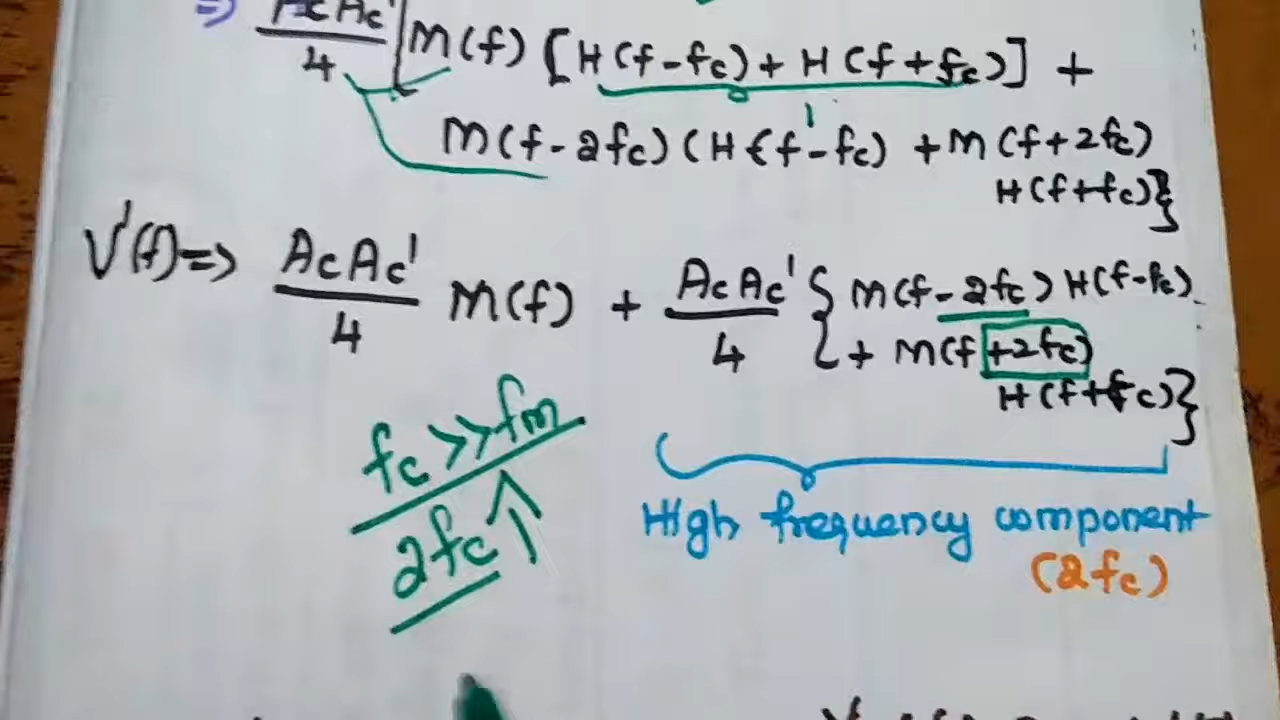 ⇒ AcAc' / 4 { M(f) [H(f-fc) + H(f+fc)] +
M(f-2fc) (H(f-fc) + M(f+2fc)
H(f+fc)}
V'(f) ⇒ AcAc' / 4 M(f) + AcAc' / 4 { M(f-2fc) H(f-fc)
+ M(f+2fc)
H(f+fc)}
fc >> fm
2fc ↑
High frequency component
(2fc)